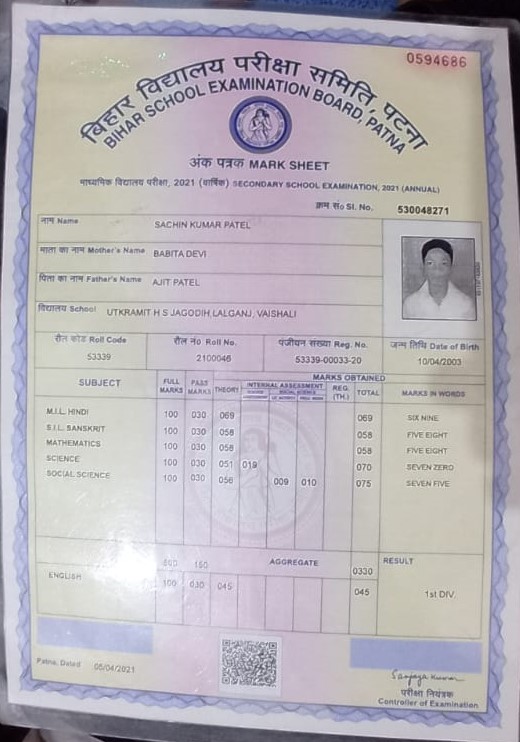 0594686
बिहार विद्यालय परीक्षा समिति, पटना
BIHAR SCHOOL EXAMINATION BOARD, PATNA
अंक पत्रक MARK SHEET
माध्यमिक विद्यालय परीक्षा, 2021 (वार्षिक) SECONDARY SCHOOL EXAMINATION, 2021 (ANNUAL)
क्रम सं० Sl. No. 530048271
नाम Name SACHIN KUMAR PATEL
माता का नाम Mother's Name BABITA DEVI
पिता का नाम Father's Name AJIT PATEL
विद्यालय School UTKRAMIT H S JAGODIH,LALGANJ, VAISHALI
रौल कोड Roll Code रौल नं० Roll No. पंजीयन संख्या Reg. No. जन्म तिथि Date of Birth
53339 2100046 53339-00033-20 10/04/2003
MARKS OBTAINED
SUBJECT FULL MARKS PASS MARKS THEORY INTERNAL ASSESSMENT REG. (TH.) TOTAL MARKS IN WORDS
M.I.L. HINDI 100 030 069 069 SIX NINE
S.I.L. SANSKRIT 100 030 058 058 FIVE EIGHT
MATHEMATICS 100 030 058 058 FIVE EIGHT
SCIENCE 100 030 051 019 070 SEVEN ZERO
SOCIAL SCIENCE 100 030 056 009 010 075 SEVEN FIVE
500 150 AGGREGATE 0330 RESULT
ENGLISH 100 030 045 045 1st DIV.
Patna, Dated 05/04/2021
Sanjay Kumar
परीक्षा नियंत्रक
Controller of Examination